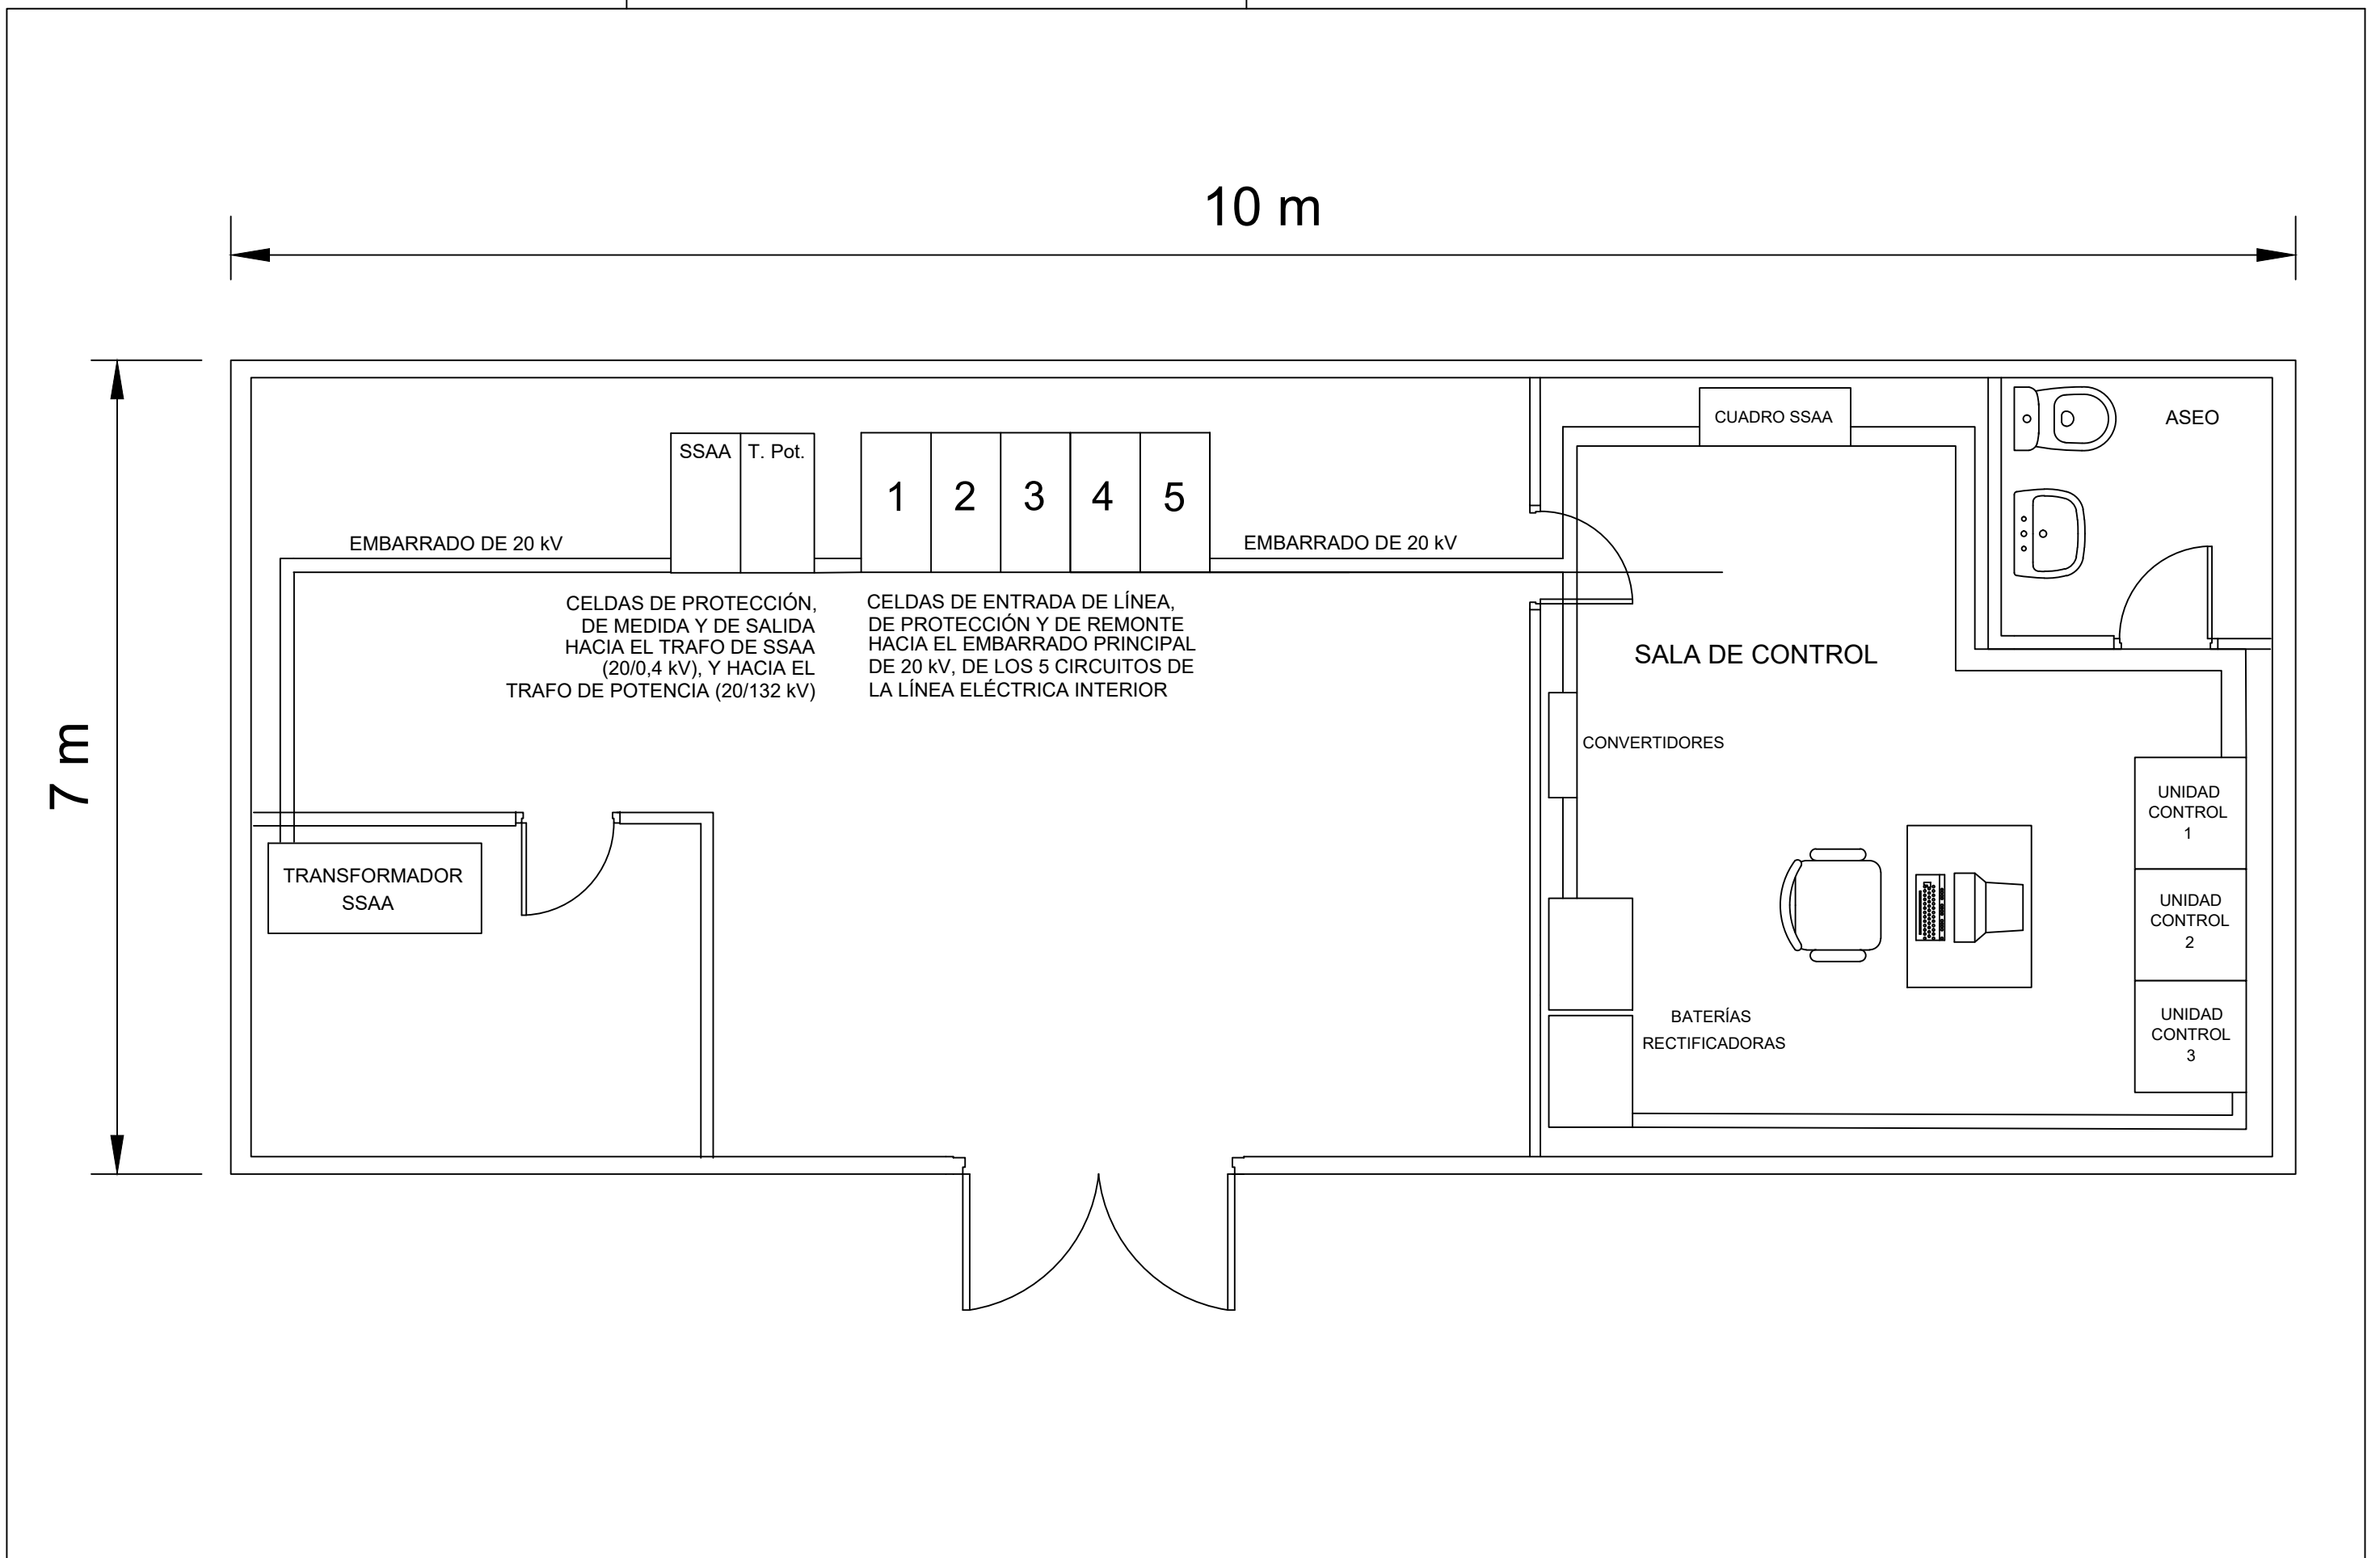 10 m
7 m
SSAA
T. Pot.
1
2
3
4
5
EMBARRADO DE 20 kV
EMBARRADO DE 20 kV
CELDAS DE PROTECCIÓN,
DE MEDIDA Y DE SALIDA
HACIA EL TRAFO DE SSAA
(20/0,4 kV), Y HACIA EL
TRAFO DE POTENCIA (20/132 kV)
CELDAS DE ENTRADA DE LÍNEA,
DE PROTECCIÓN Y DE REMONTE
HACIA EL EMBARRADO PRINCIPAL
DE 20 kV, DE LOS 5 CIRCUITOS DE
LA LÍNEA ELÉCTRICA INTERIOR
TRANSFORMADOR
SSAA
CUADRO SSAA
ASEO
SALA DE CONTROL
CONVERTIDORES
UNIDAD
CONTROL
1
UNIDAD
CONTROL
2
UNIDAD
CONTROL
3
BATERÍAS
RECTIFICADORAS